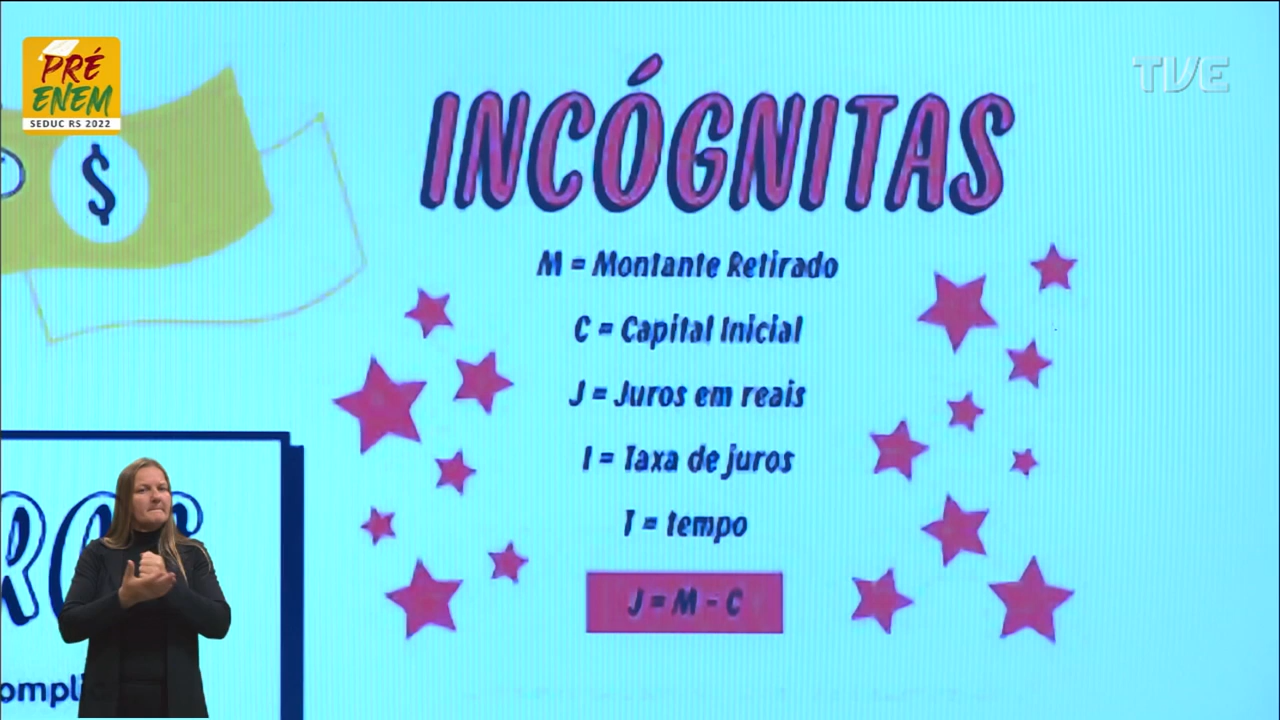 PRÉ
ENEM
SEDUC RS 2022
TVE
$
INCÓGNITAS
M = Montante Retirado
C = Capital Inicial
J = Juros em reais
I = Taxa de juros
T = tempo
J = M - C